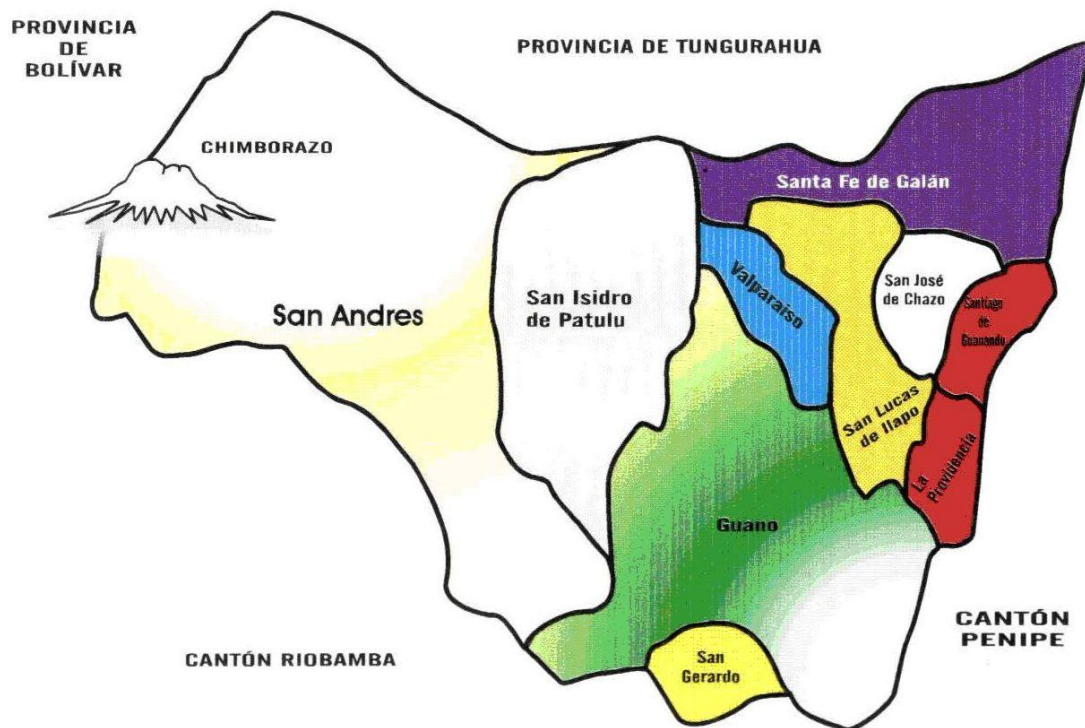 PROVINCIA
DE
BOLÍVAR
PROVINCIA DE TUNGURAHUA
CHIMBORAZO
Santa Fe de Galán
San Andres
San Isidro
de Patulu
Valparaiso
San José
de Chazo
Santiago
de
Guanando
San Lucas
de Ilapo
La
Providencia
Guano
San
Gerardo
CANTÓN RIOBAMBA
CANTÓN
PENIPE